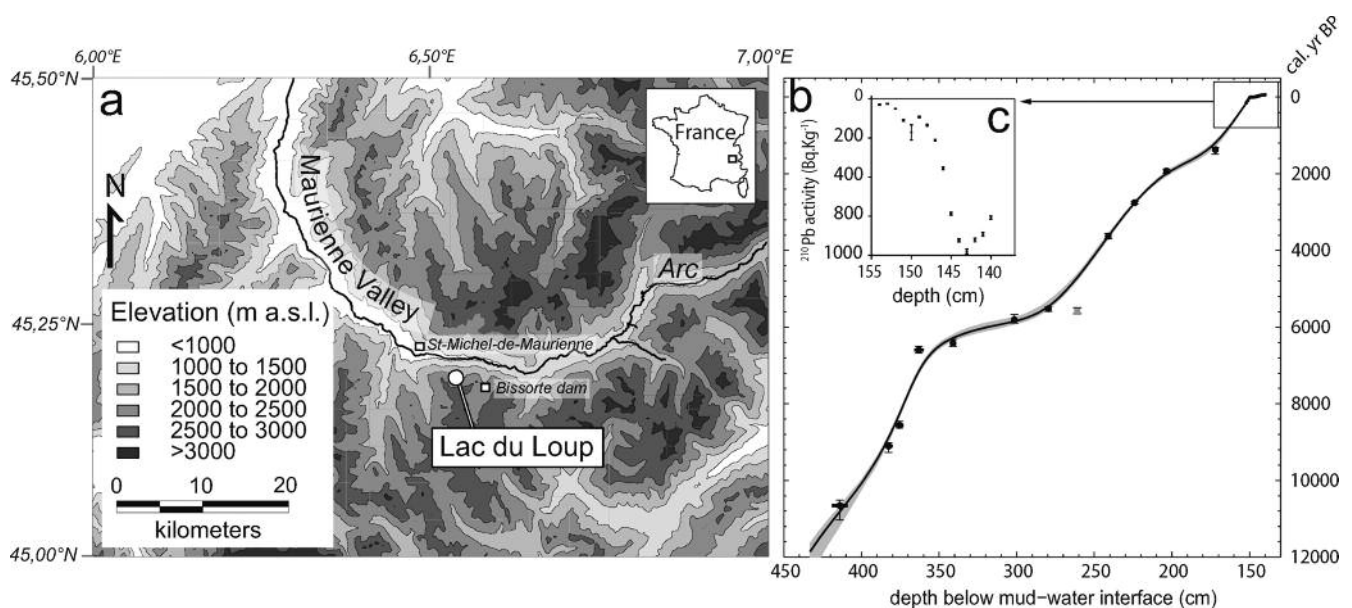 6,00°E
6,50°E
7,00°E
45,50°N
45,25°N
45,00°N
a
N
Maurienne Valley
Arc
France
St-Michel-de-Maurienne
Bissorte dam
Lac du Loup
Elevation (m a.s.l.)
<1000
1000 to 1500
1500 to 2000
2000 to 2500
2500 to 3000
>3000
0 10 20
kilometers
b
c
210Pb activity (Bq.Kg-1)
0
200
400
600
800
1000
155 150 145 140
depth (cm)
cal. yr BP
0
2000
4000
6000
8000
10000
12000
450 400 350 300 250 200 150
depth below mud-water interface (cm)